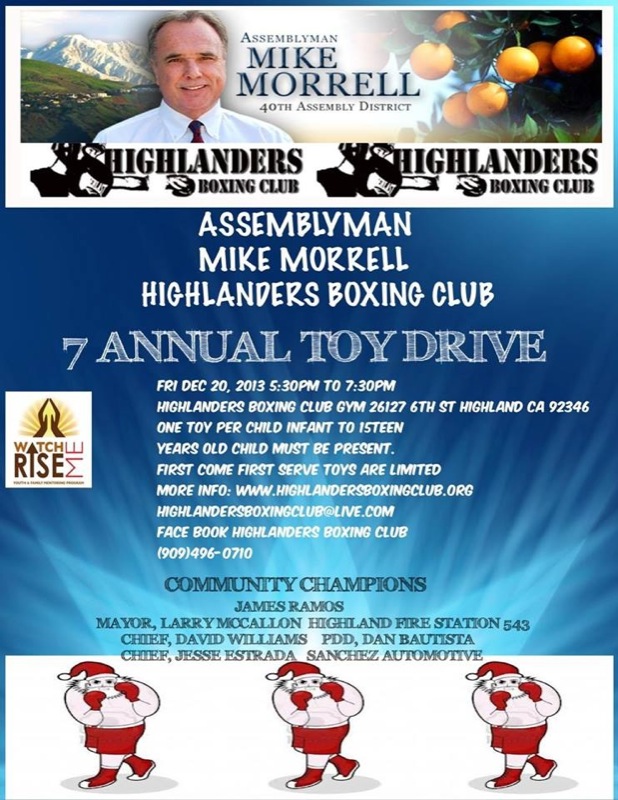 ASSEMBLYMAN
MIKE
MORRELL
40TH ASSEMBLY DISTRICT
HIGHLANDERS
BOXING CLUB
HIGHLANDERS
BOXING CLUB
ASSEMBLYMAN
MIKE MORRELL
HIGHLANDERS BOXING CLUB
7 ANNUAL TOY DRIVE
FRI DEC 20, 2013 5:30PM TO 7:30PM
HIGHLANDERS BOXING CLUB GYM 26127 6TH ST HIGHLAND CA 92346
ONE TOY PER CHILD INFANT TO 15TEEN
YEARS OLD CHILD MUST BE PRESENT.
FIRST COME FIRST SERVE TOYS ARE LIMITED
MORE INFO: WWW.HIGHLANDERSBOXINGCLUB.ORG
HIGHLANDERSBOXINGCLUB@LIVE.COM
FACE BOOK HIGHLANDERS BOXING CLUB
(909)496-0710
WATCH
ME
RISE
YOUTH & FAMILY MENTORING PROGRAM
COMMUNITY CHAMPIONS
JAMES RAMOS
MAYOR, LARRY MCCALLON HIGHLAND FIRE STATION 543
CHIEF, DAVID WILLIAMS PDD, DAN BAUTISTA
CHIEF, JESSE ESTRADA SANCHEZ AUTOMOTIVE